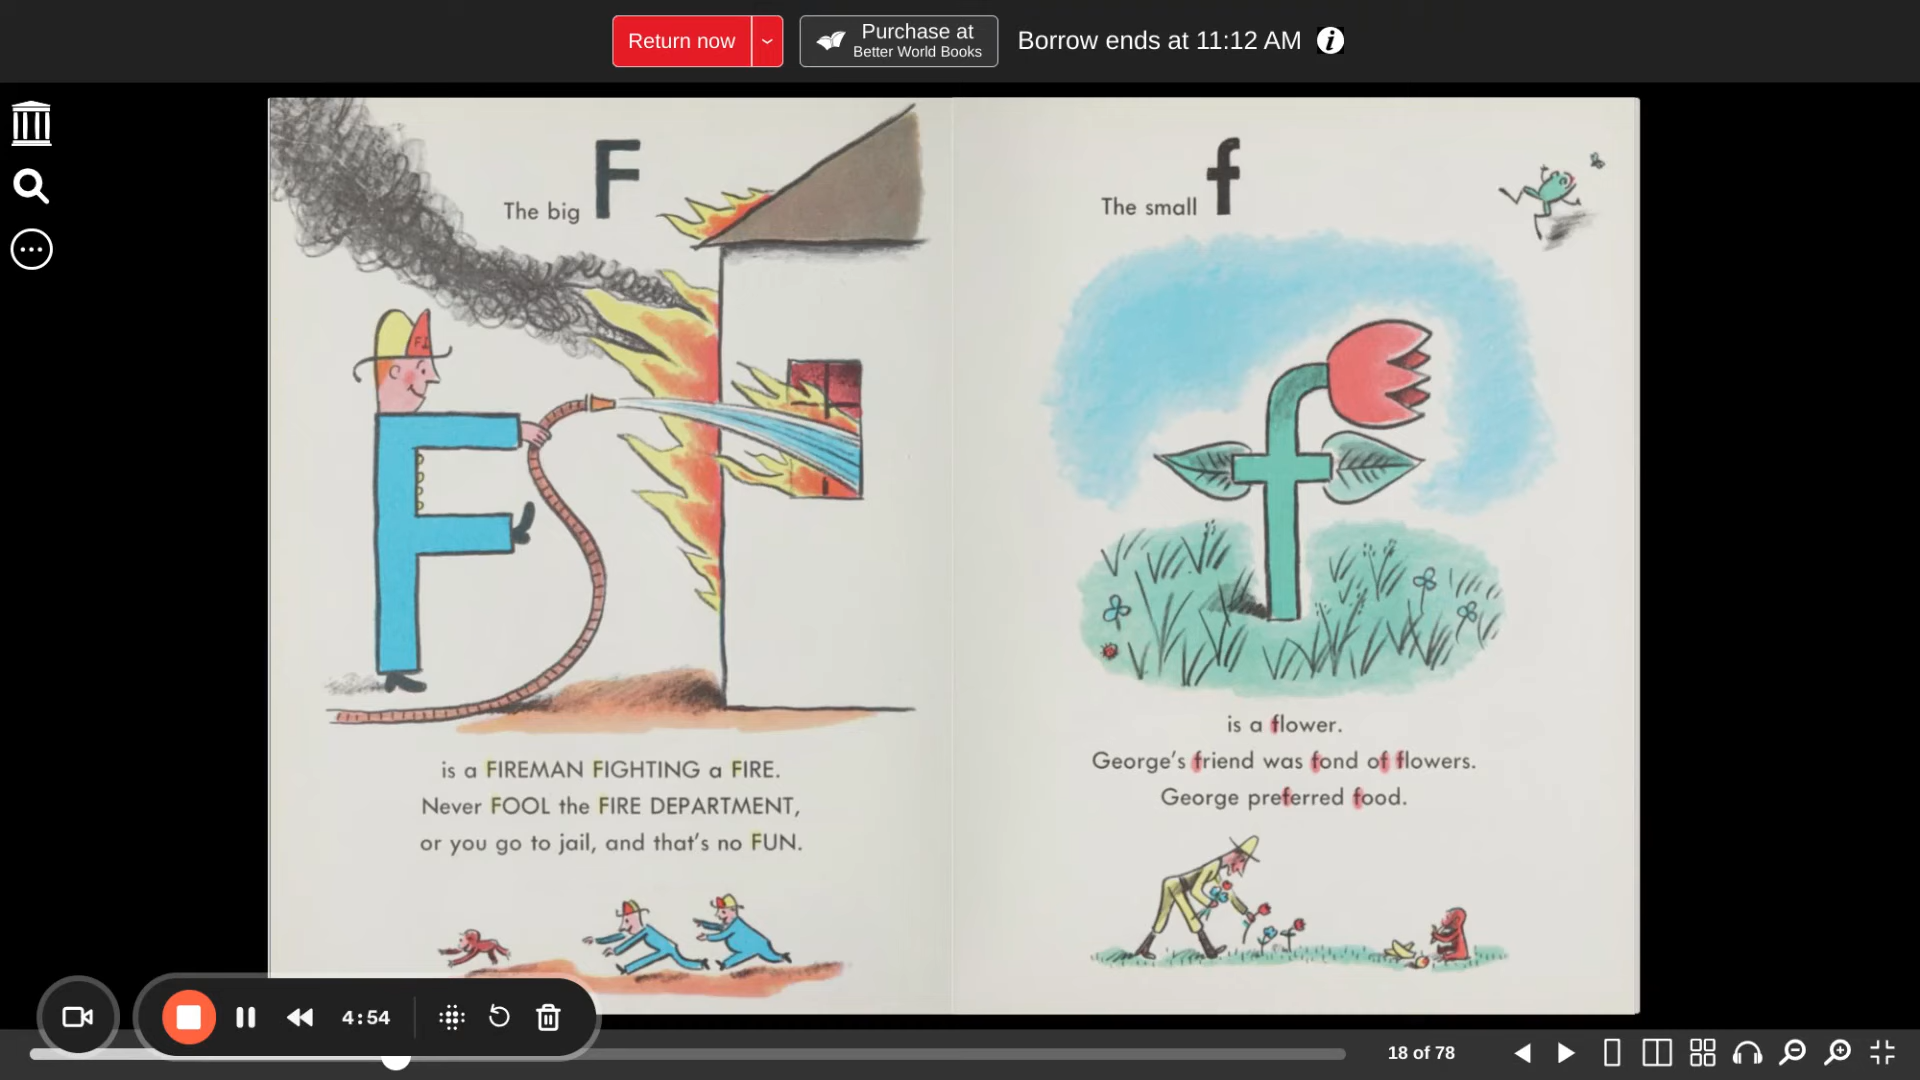 Return now
Purchase at
Better World Books
Borrow ends at 11:12 AM
The big F
is a FIREMAN FIGHTING a FIRE.
Never FOOL the FIRE DEPARTMENT,
or you go to jail, and that's no FUN.
The small f
f
is a flower.
George's friend was fond of flowers.
George preferred food.
4:54
18 of 78